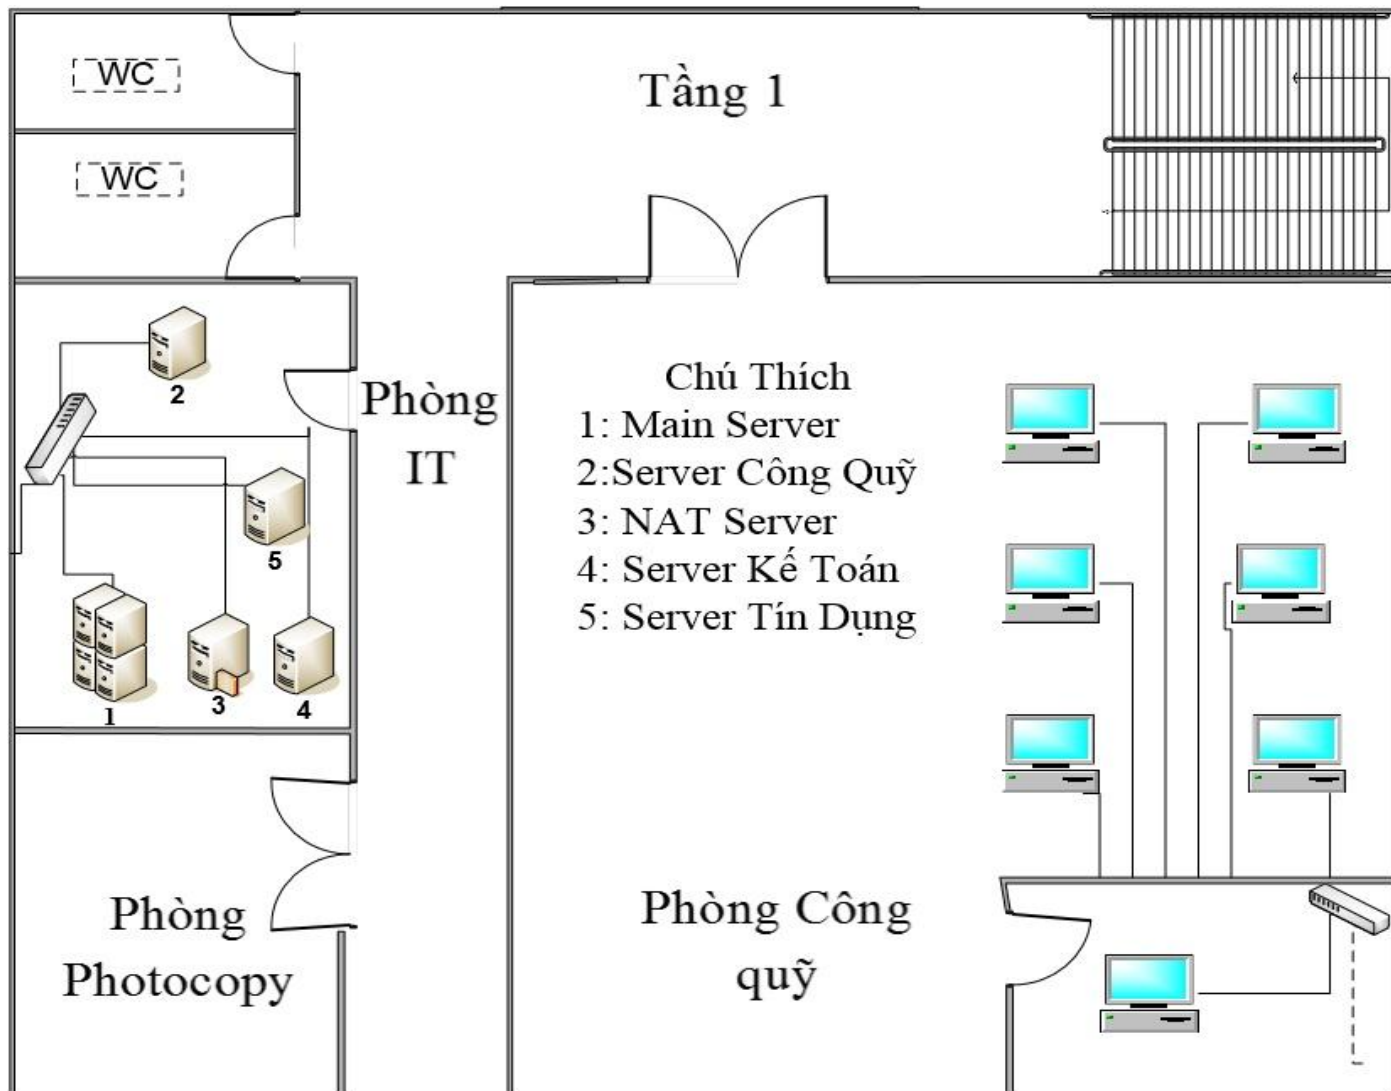 WC
Tầng 1
WC
2
Phòng
IT
5
1
3
4
Chú Thích
1: Main Server
2:Server Công Quỹ
3: NAT Server
4: Server Kế Toán
5: Server Tín Dụng
Phòng
Photocopy
Phòng Công
quỹ